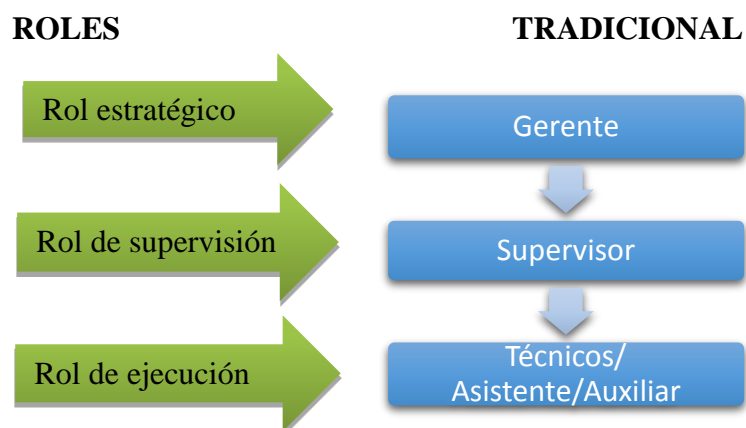 ROLES
TRADICIONAL
Rol estratégico
Gerente
Rol de supervisión
Supervisor
Rol de ejecución
Técnicos/
Asistente/Auxiliar